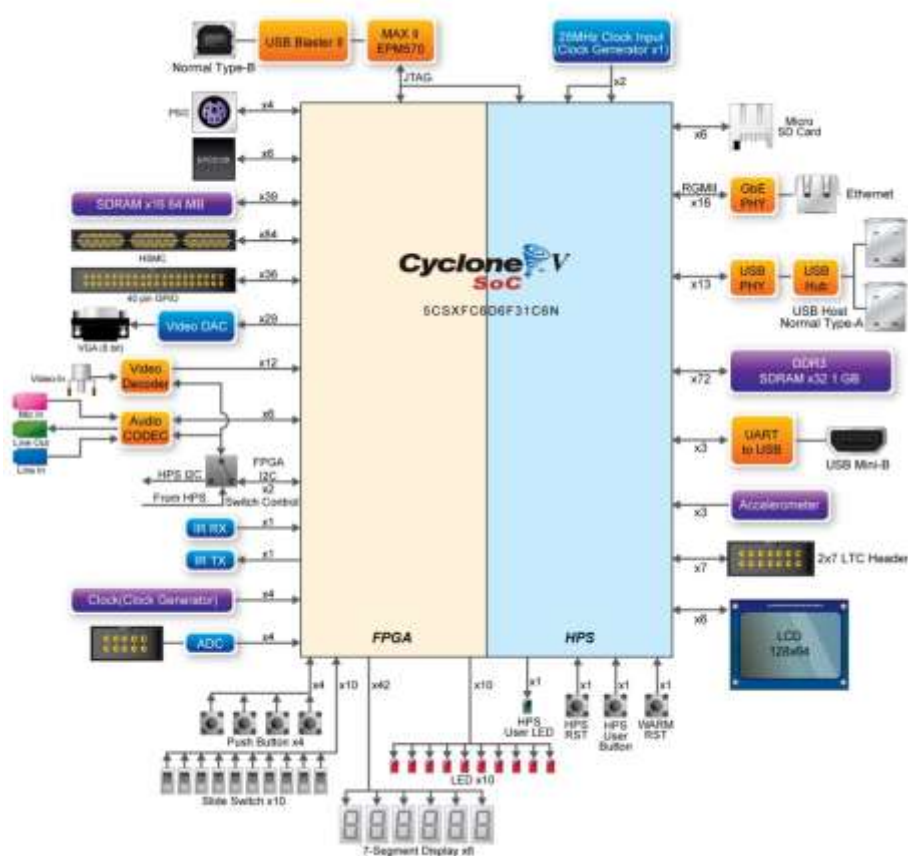 Normal Type-B
USB Blaster II
MAX II
EPM570
JTAG
25MHz Clock Input
(Clock Generator x1)
x2
PS/2
x4
x6
SDRAM x16 64 MB
x39
HSMC
x84
40 pin GPIO
x36
VGA (8 bit)
Video DAC
x29
Video In
Video
Decoder
x12
Mic In
Line Out
Line In
Audio
CODEC
x6
HPS I2C
From HPS
FPGA
I2C
x2
Switch Control
IR RX
x1
IR TX
x1
Clock(Clock Generator)
x4
ADC
x4
Cyclone V
SoC
5CSXFC6D6F31C6N
FPGA
HPS
x6
Micro
SD Card
RGMII
x16
GbE
PHY
Ethernet
x13
USB
PHY
USB
Hub
USB Host
Normal Type-A
x72
DDR3
SDRAM x32 1 GB
x3
UART
to USB
USB Mini-B
x3
Accelerometer
x7
2x7 LTC Header
x6
LCD
128x64
x4
x10
x42
x10
x1
x1
x1
x1
Push Button x4
Slide Switch x10
7-Segment Display x6
LED x10
HPS
User LED
HPS
RST
HPS
User
Button
WARM
RST